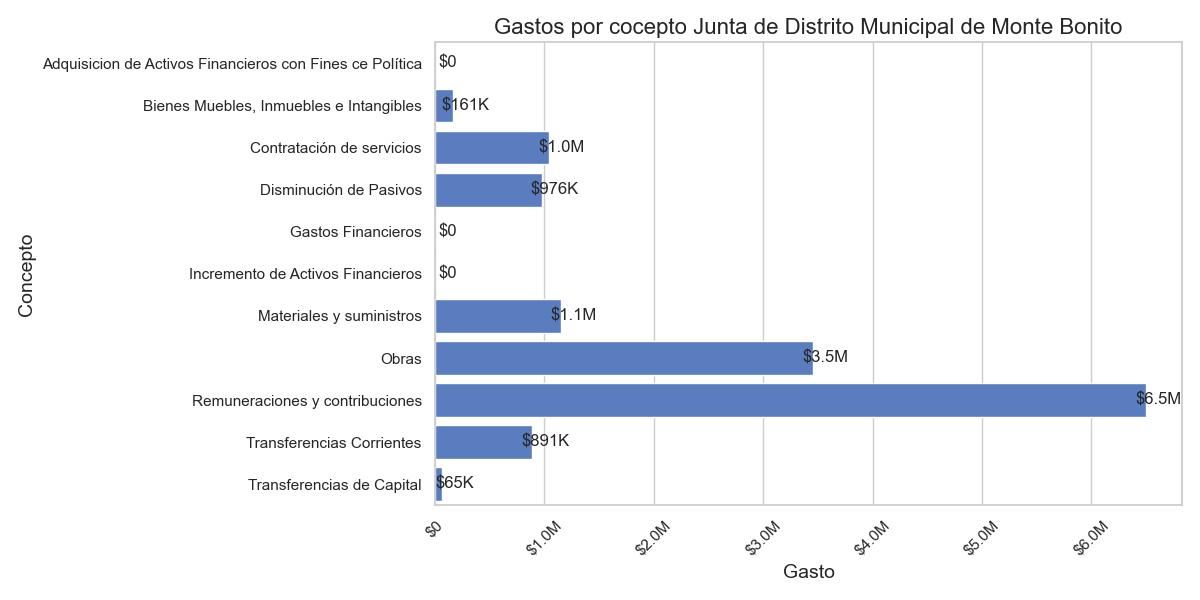 Gastos por cocepto Junta de Distrito Municipal de Monte Bonito
Concepto
Adquisicion de Activos Financieros con Fines ce Política $0
Bienes Muebles, Inmuebles e Intangibles $161K
Contratación de servicios $1.0M
Disminución de Pasivos $976K
Gastos Financieros $0
Incremento de Activos Financieros $0
Materiales y suministros $1.1M
Obras $3.5M
Remuneraciones y contribuciones $6.5M
Transferencias Corrientes $891K
Transferencias de Capital $65K
$0 $1.0M $2.0M $3.0M $4.0M $5.0M $6.0M
Gasto